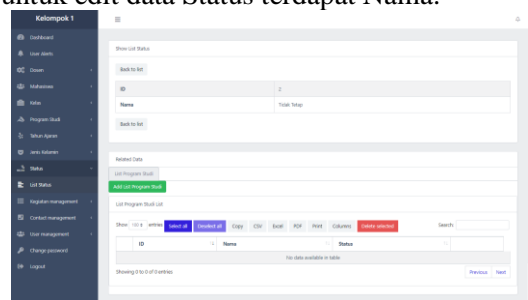 untuk edit data Status terdapat Nama.
Kelompok 1
Dashboard
User Alerts
Dosen
Mahasiswa
Kelas
Program Studi
Tahun Ajaran
Jenis Kelamin
Status
List Status
Kegiatan management
Contact management
User management
Change password
Logout
Show List Status
Back to list
ID 2
Nama Tidak Tetap
Back to list
Related Data
List Program Studi
Add List Program Studi
List Program Studi List
Show 100 entries Select all Deselect all Copy CSV Excel PDF Print Columns Delete selected Search:
ID Nama Status
No data available in table
Showing 0 to 0 of 0 entries
Previous Next